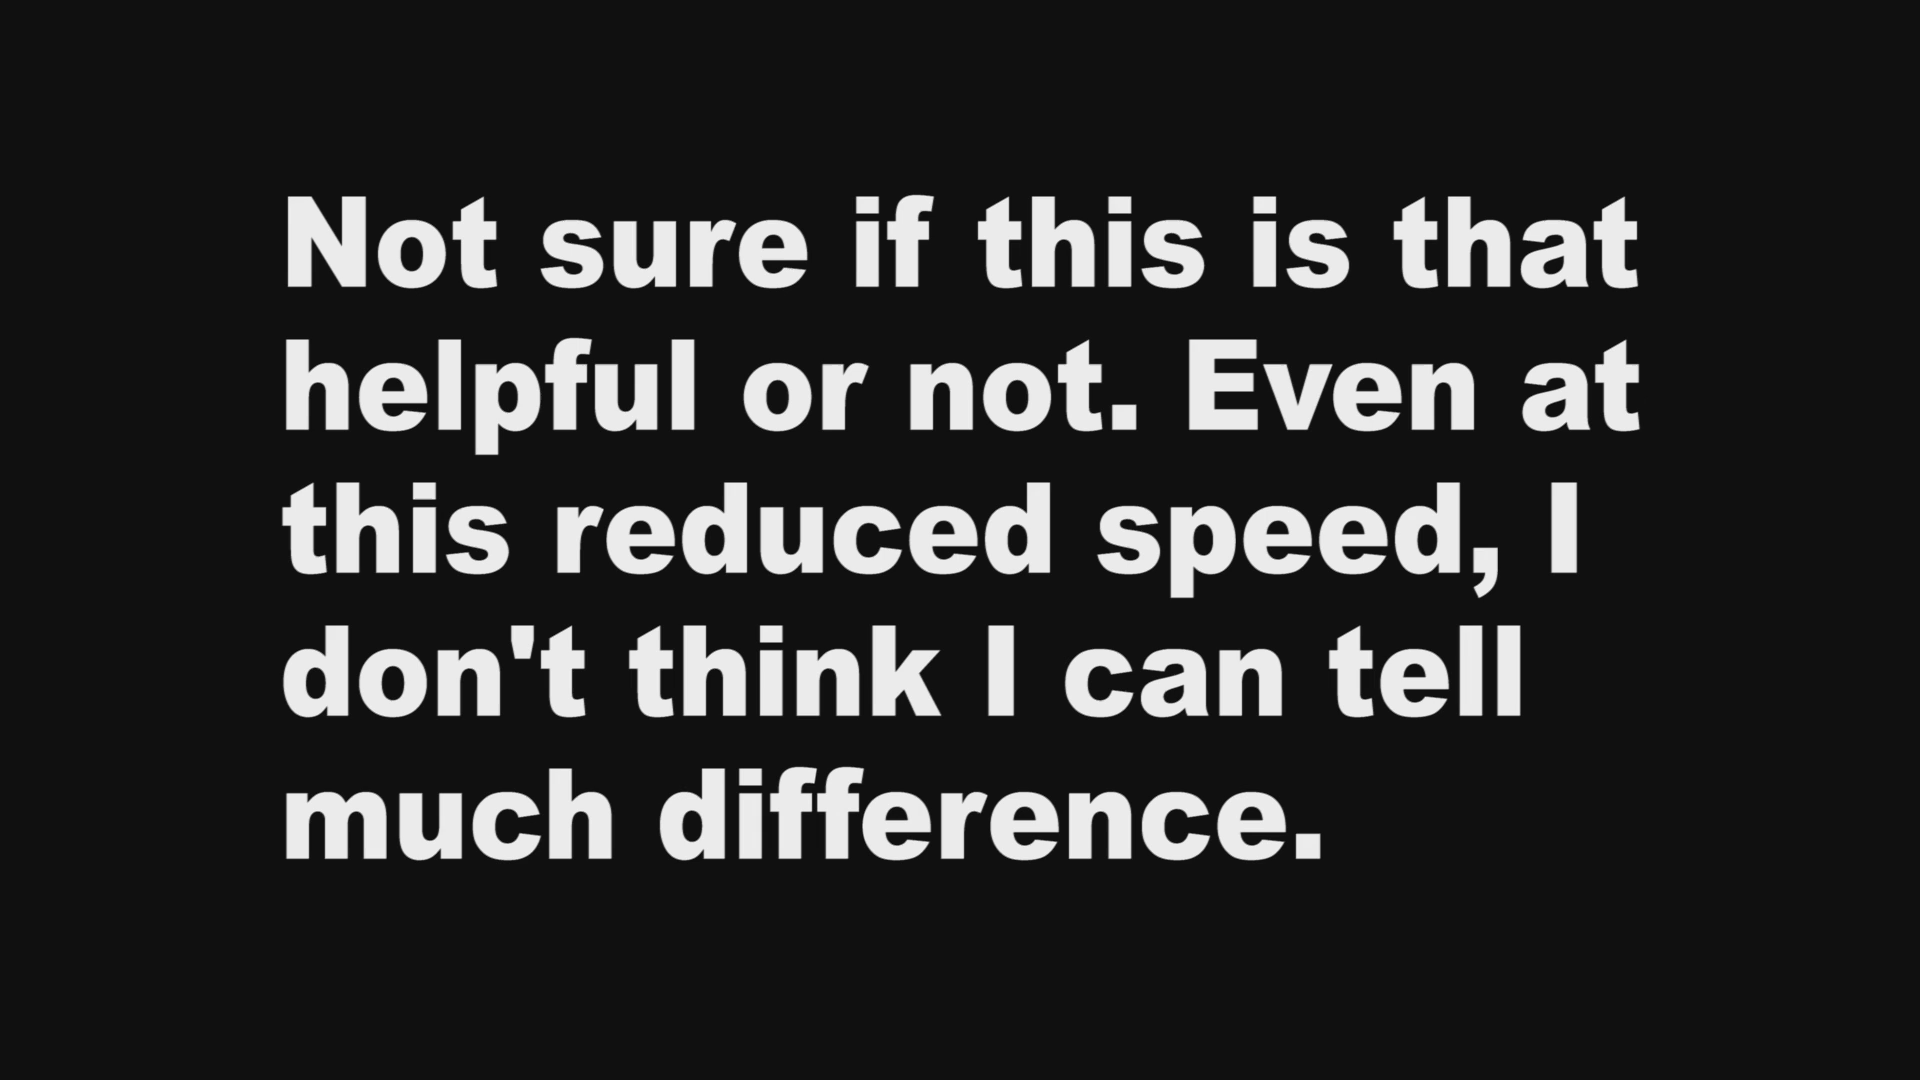 Not sure if this is that
helpful or not. Even at
this reduced speed, I
don't think I can tell
much difference.